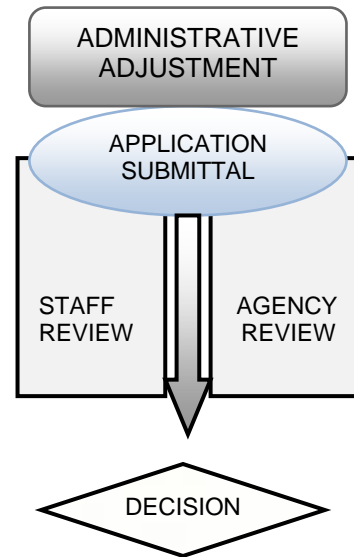 ADMINISTRATIVE
ADJUSTMENT
APPLICATION
SUBMITTAL
STAFF
REVIEW
AGENCY
REVIEW
DECISION